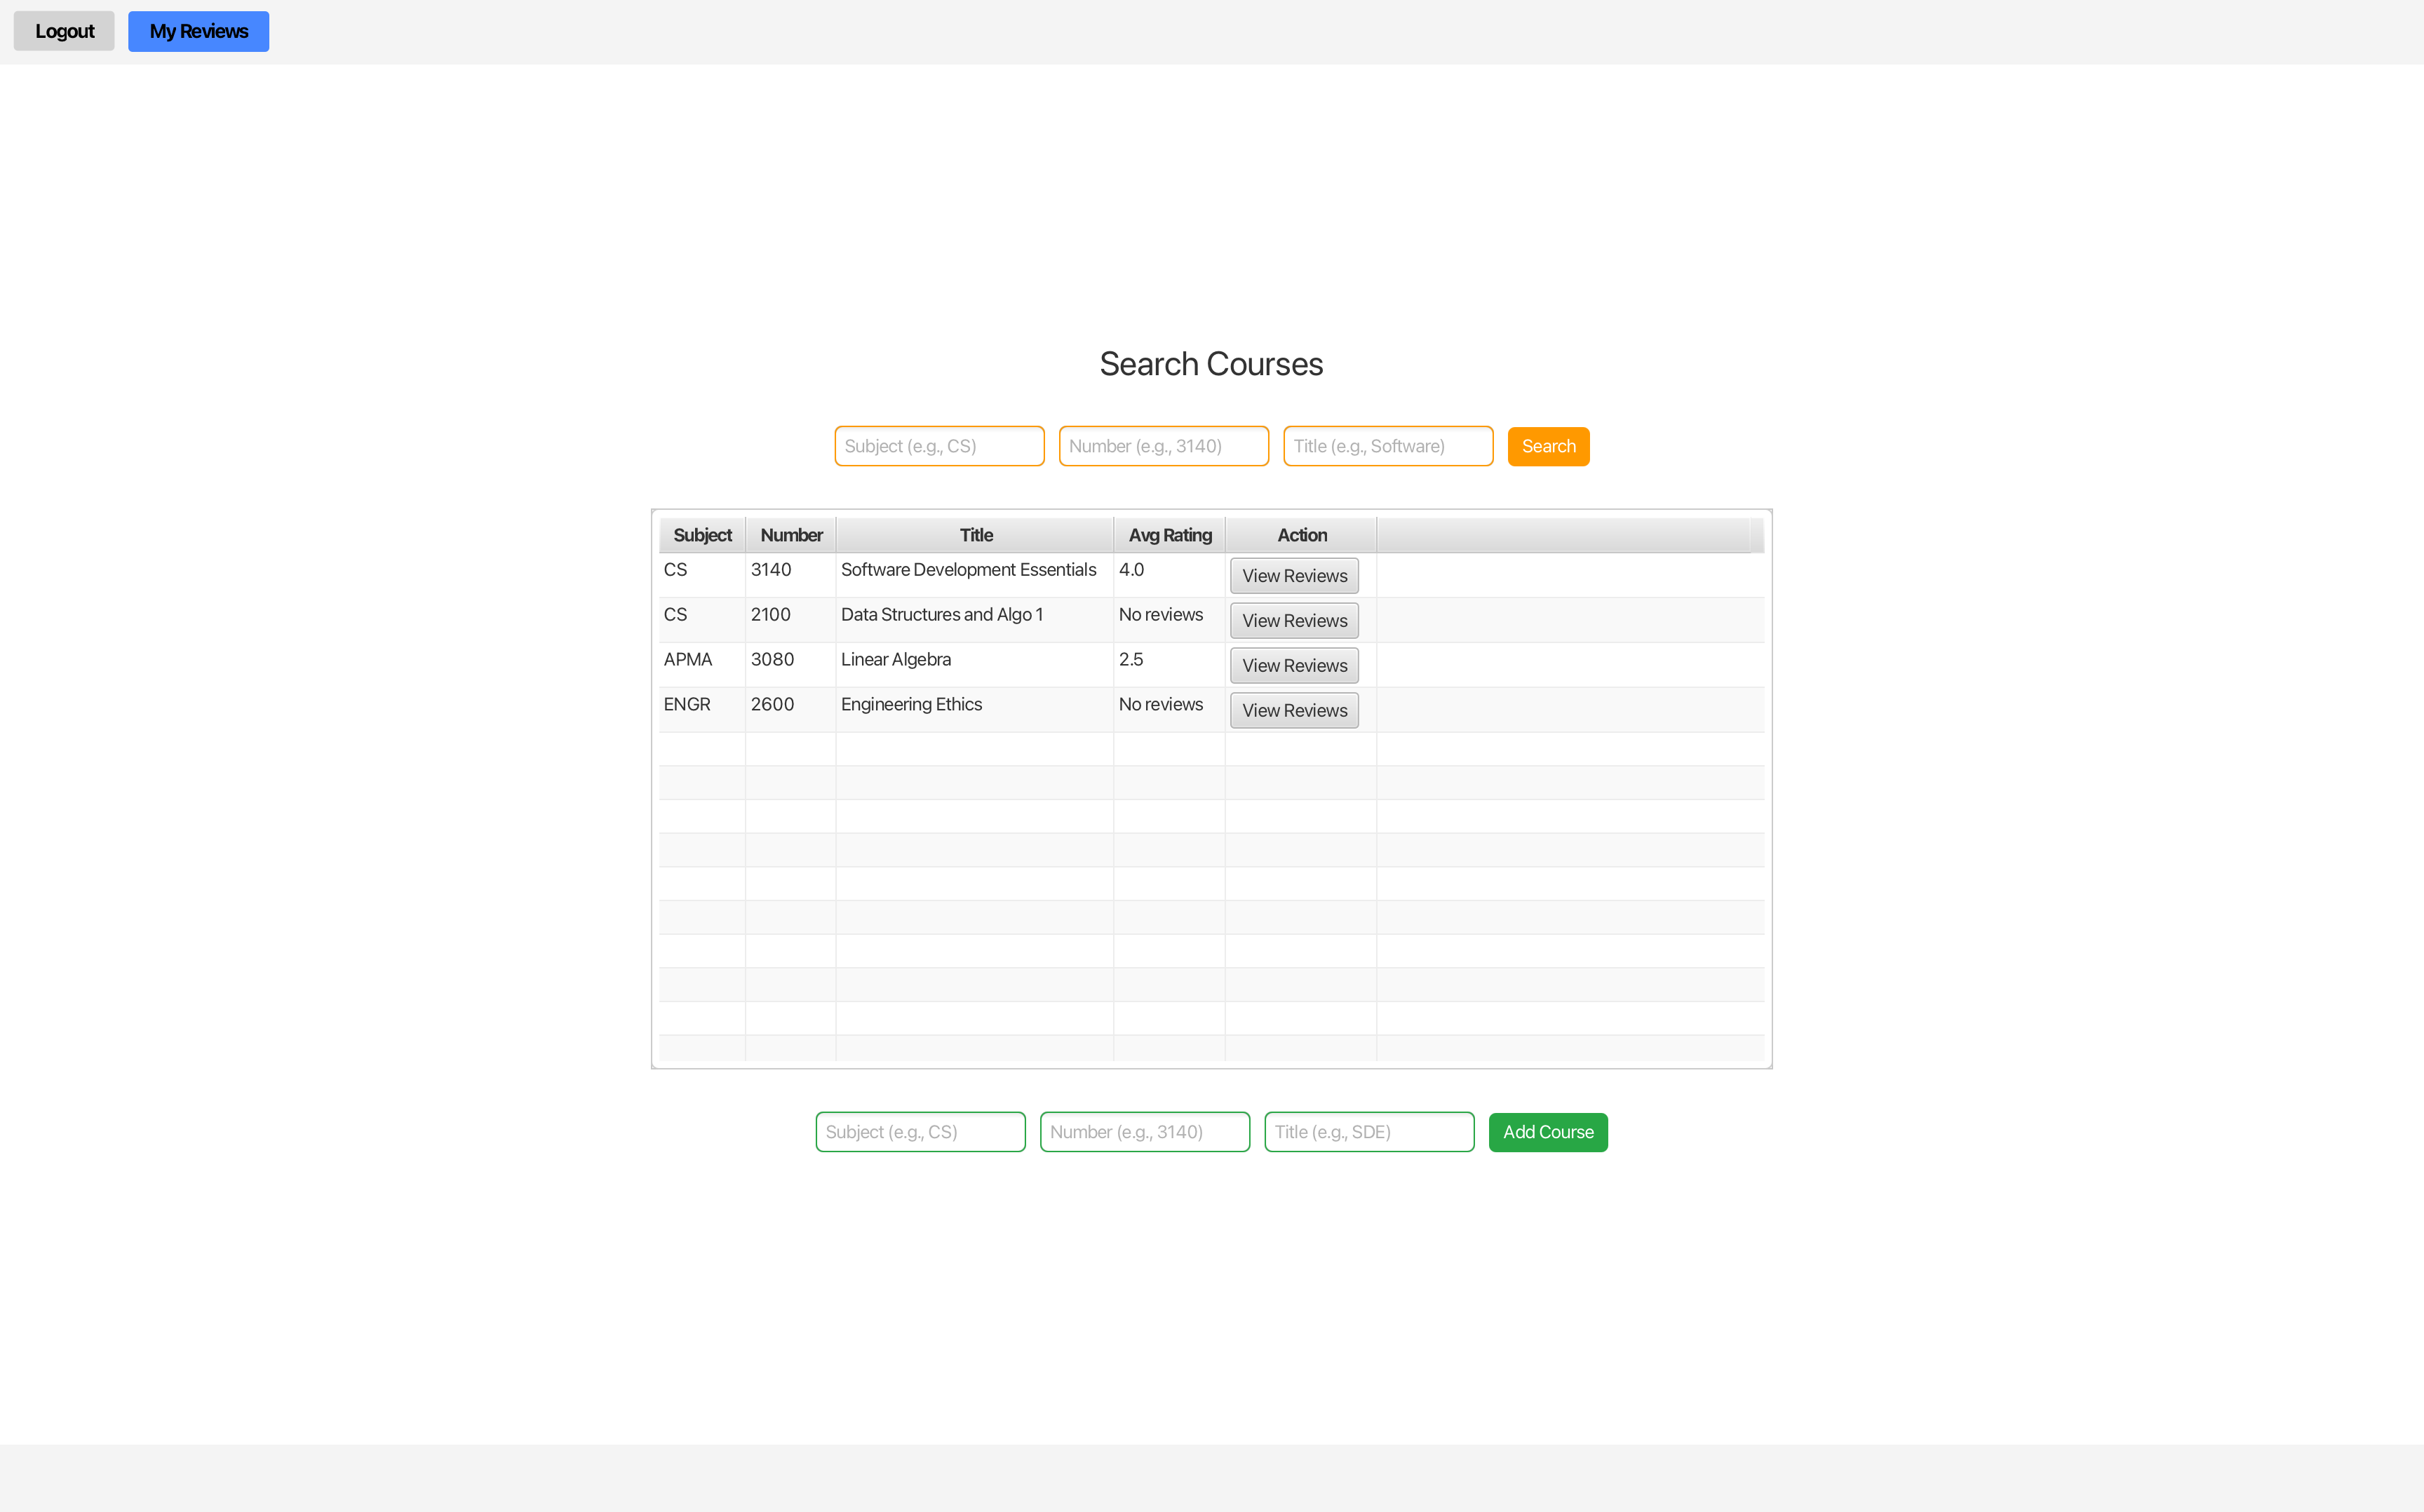 Logout My Reviews
Search Courses
Subject (e.g., CS) Number (e.g., 3140) Title (e.g., Software) Search
Subject Number Title Avg Rating Action
CS 3140 Software Development Essentials 4.0 View Reviews
CS 2100 Data Structures and Algo 1 No reviews View Reviews
APMA 3080 Linear Algebra 2.5 View Reviews
ENGR 2600 Engineering Ethics No reviews View Reviews
Subject (e.g., CS) Number (e.g., 3140) Title (e.g., SDE) Add Course